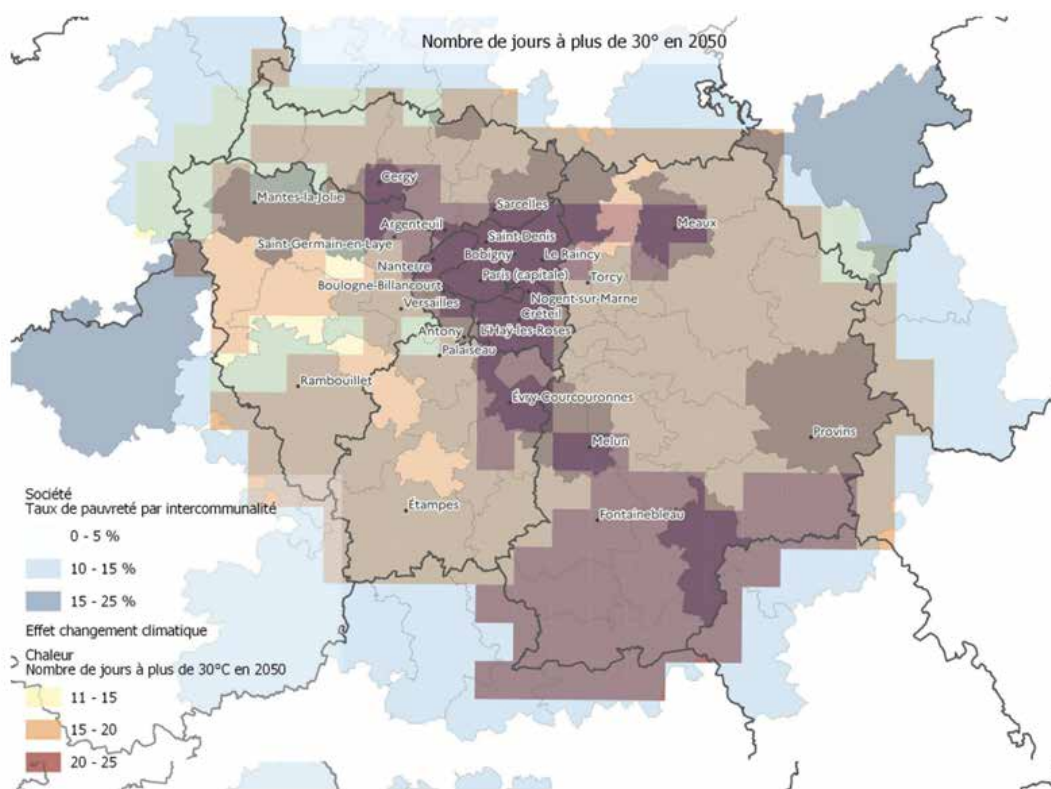 Nombre de jours à plus de 30° en 2050
Cergy
Mantes-la-Jolie
Sarcelles
Argenteuil
Meaux
Saint-Denis
Saint-Germain-en-Laye
Bobigny
Le Raincy
Nanterre
Paris (capitale)
Torcy
Boulogne-Billancourt
Nogent-sur-Marne
Versailles
Créteil
Antony
L'Haÿ-les-Roses
Palaiseau
Rambouillet
Évry-Courcouronnes
Provins
Melun
Étampes
Fontainebleau
Société
Taux de pauvreté par intercommunalité
0 - 5 %
10 - 15 %
15 - 25 %
Effet changement climatique
Chaleur
Nombre de jours à plus de 30°C en 2050
11 - 15
15 - 20
20 - 25